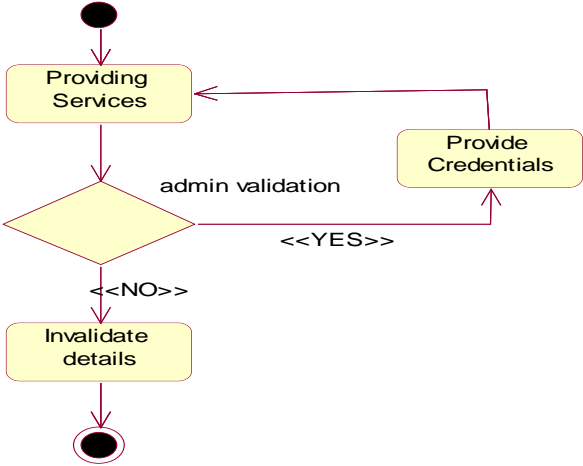 Providing
Services
Provide
Credentials
admin validation
<<YES>>
<<NO>>
Invalidate
details